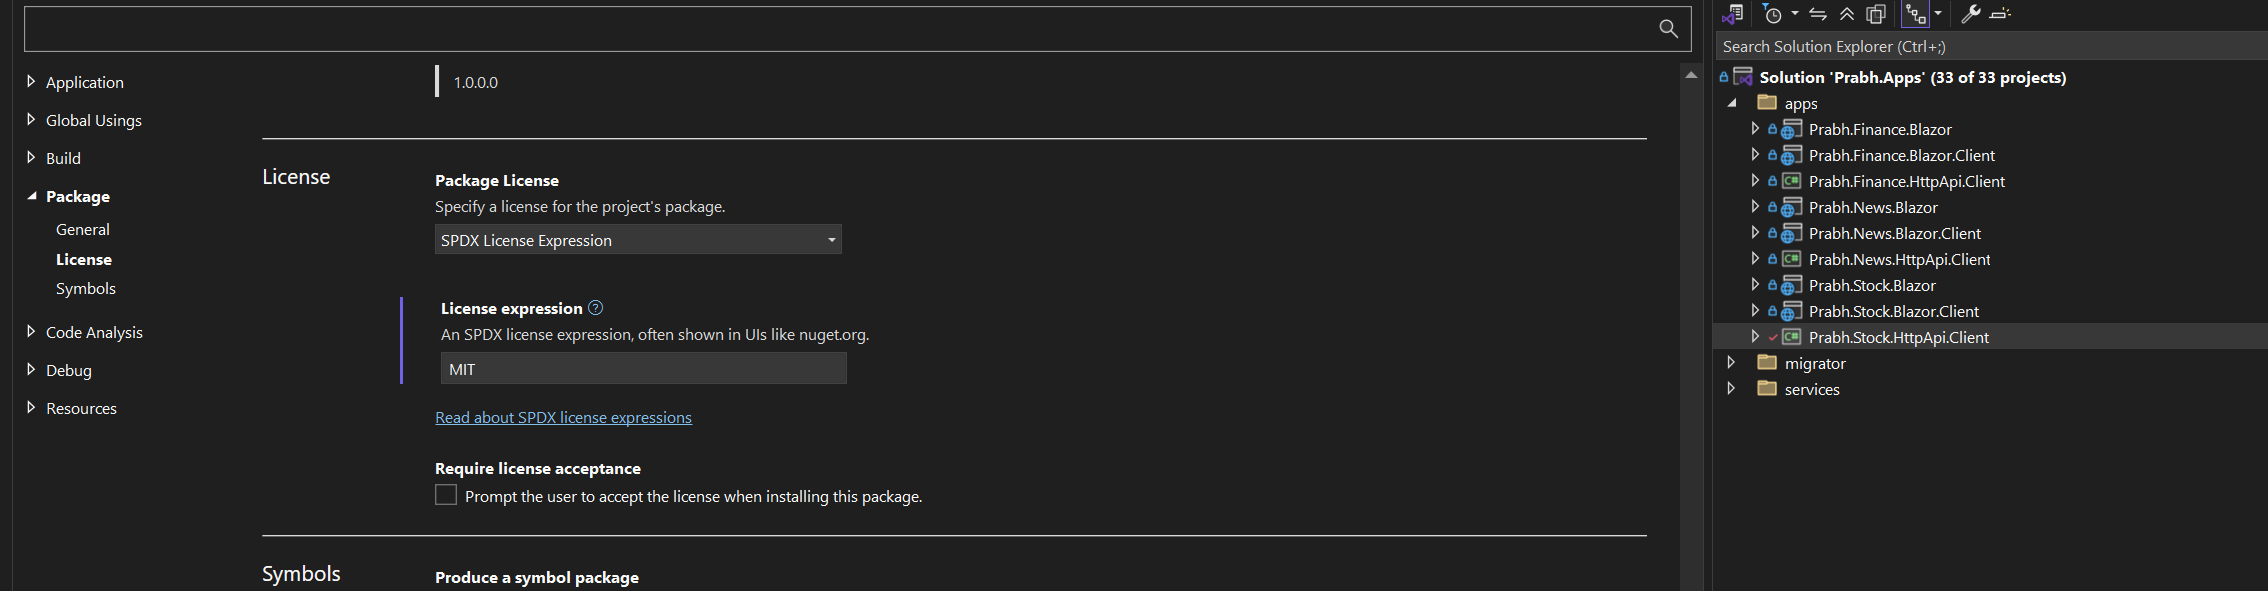 Application
Global Usings
Build
Package
General
License
Symbols
Code Analysis
Debug
Resources
1.0.0.0
License
Package License
Specify a license for the project's package.
SPDX License Expression
License expression
An SPDX license expression, often shown in UIs like nuget.org.
MIT
Read about SPDX license expressions
Require license acceptance
Prompt the user to accept the license when installing this package.
Symbols
Produce a symbol package
Search Solution Explorer (Ctrl+;)
Solution 'Prabh.Apps' (33 of 33 projects)
apps
Prabh.Finance.Blazor
Prabh.Finance.Blazor.Client
C# Prabh.Finance.HttpApi.Client
Prabh.News.Blazor
Prabh.News.Blazor.Client
C# Prabh.News.HttpApi.Client
Prabh.Stock.Blazor
Prabh.Stock.Blazor.Client
C# Prabh.Stock.HttpApi.Client
migrator
services